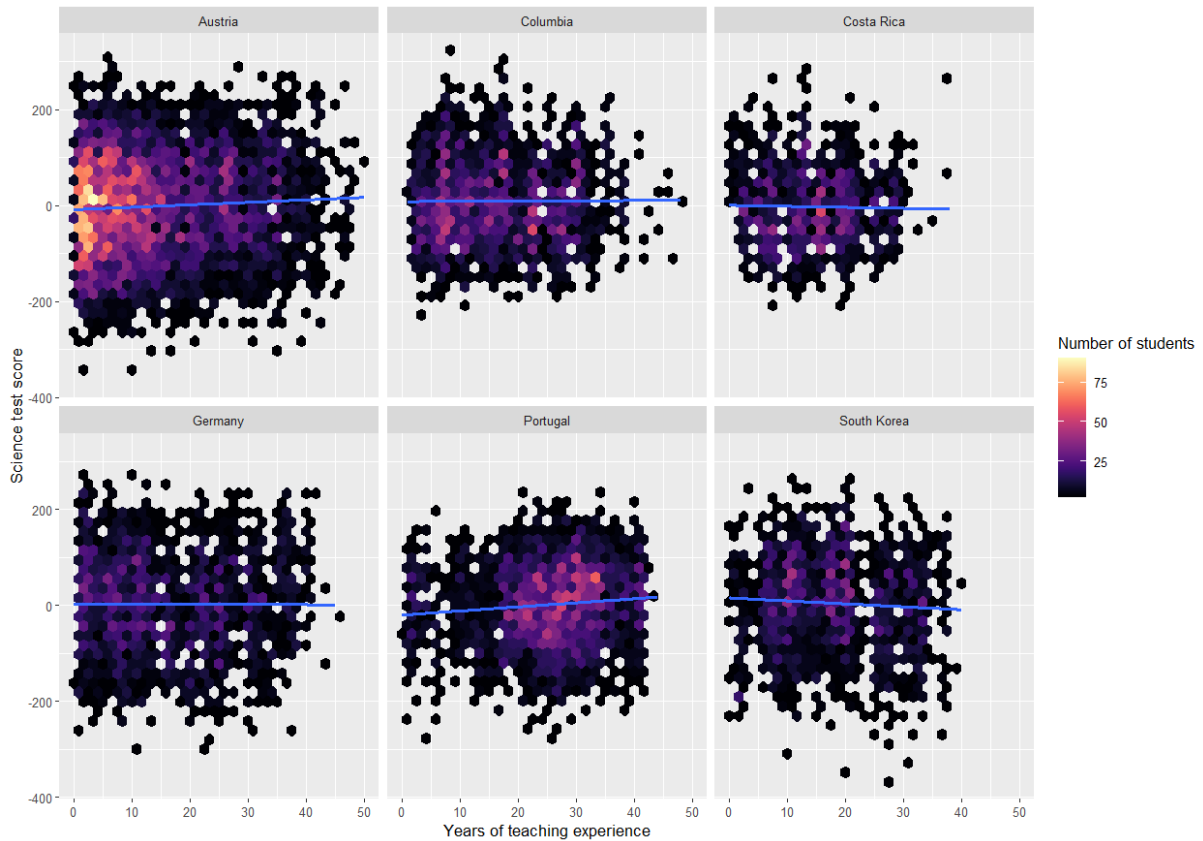 Austria
Columbia
Costa Rica
200
0
-200
-400
Science test score
Germany
Portugal
South Korea
200
0
-200
-400
0 10 20 30 40 50
0 10 20 30 40 50
0 10 20 30 40 50
Years of teaching experience
Number of students
75
50
25